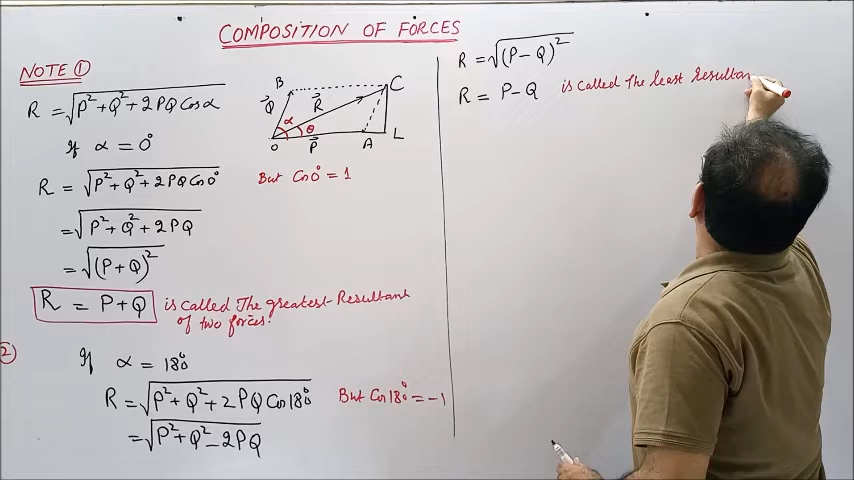 COMPOSITION OF FORCES
NOTE ①
R = √P² + Q² + 2PQ Cos α
If α = 0°
R = √P² + Q² + 2PQ Cos 0° But Cos 0° = 1
= √P² + Q² + 2PQ
= √(P + Q)²
R = P + Q is called The greatest Resultant
of two forces.
2
If α = 180°
R = √P² + Q² + 2PQ Cos 180° But Cos 180° = -1
= √P² + Q² - 2PQ
B C
Q R
α θ
O P A L
R = √(P - Q)²
R = P - Q is called The least Resultan